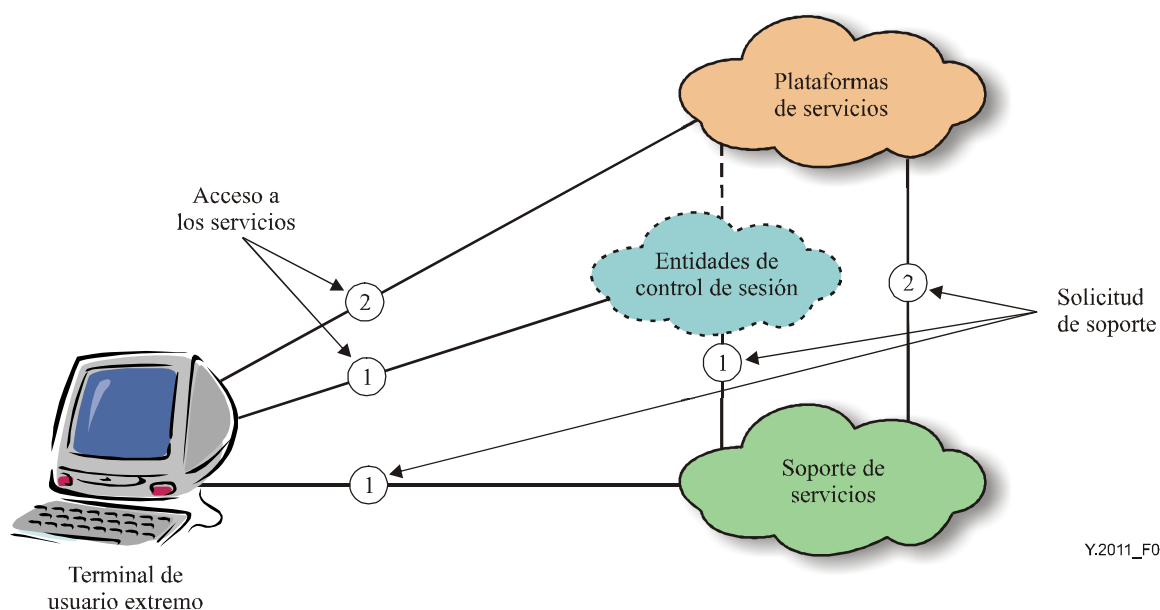 Plataformas
de servicios
Acceso a
los servicios
Entidades de
control de sesión
2
2
Solicitud
de soporte
1
1
Soporte de
servicios
1
Y.2011_F0
Terminal de
usuario extremo